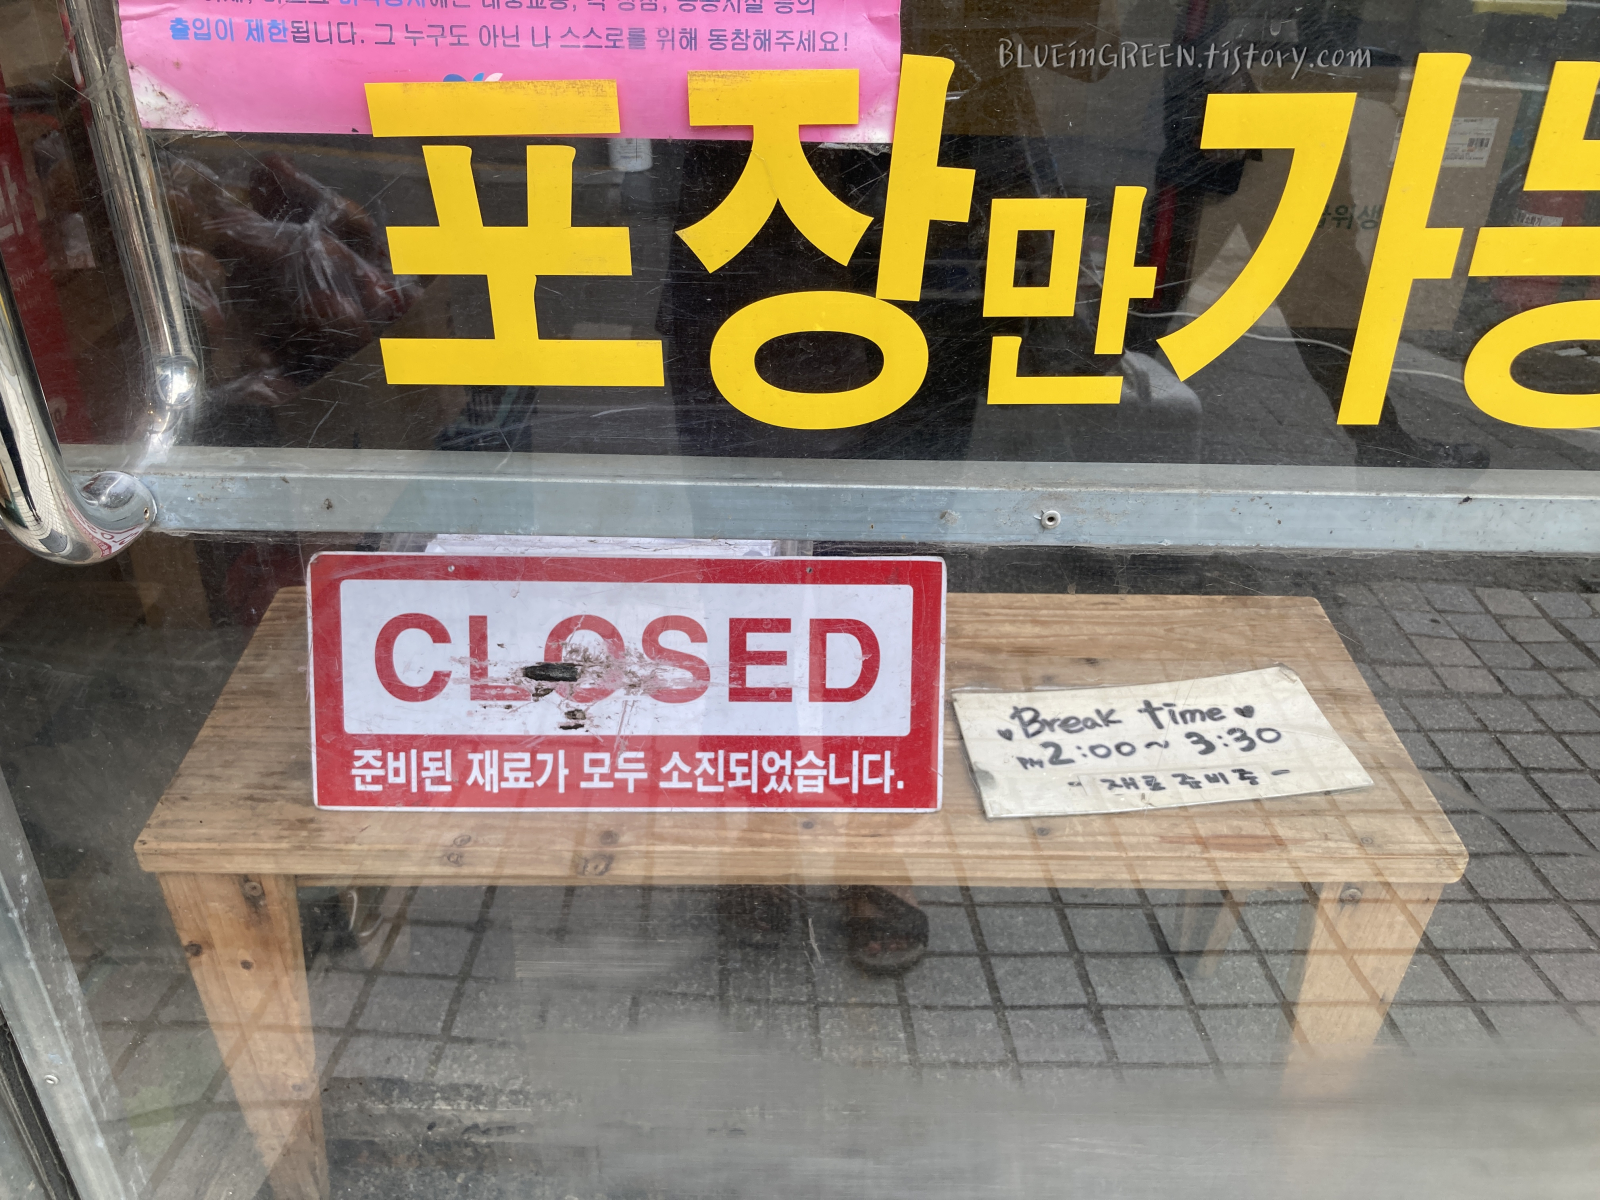 출입이 제한됩니다. 그 누구도 아닌 나 스스로를 위해 동참해주세요!
BLUEinGREEN.tistory.com
포장만가능
CLOSED
준비된 재료가 모두 소진되었습니다.
Break time
PM 2:00~3:30
- 재료 준비중 -